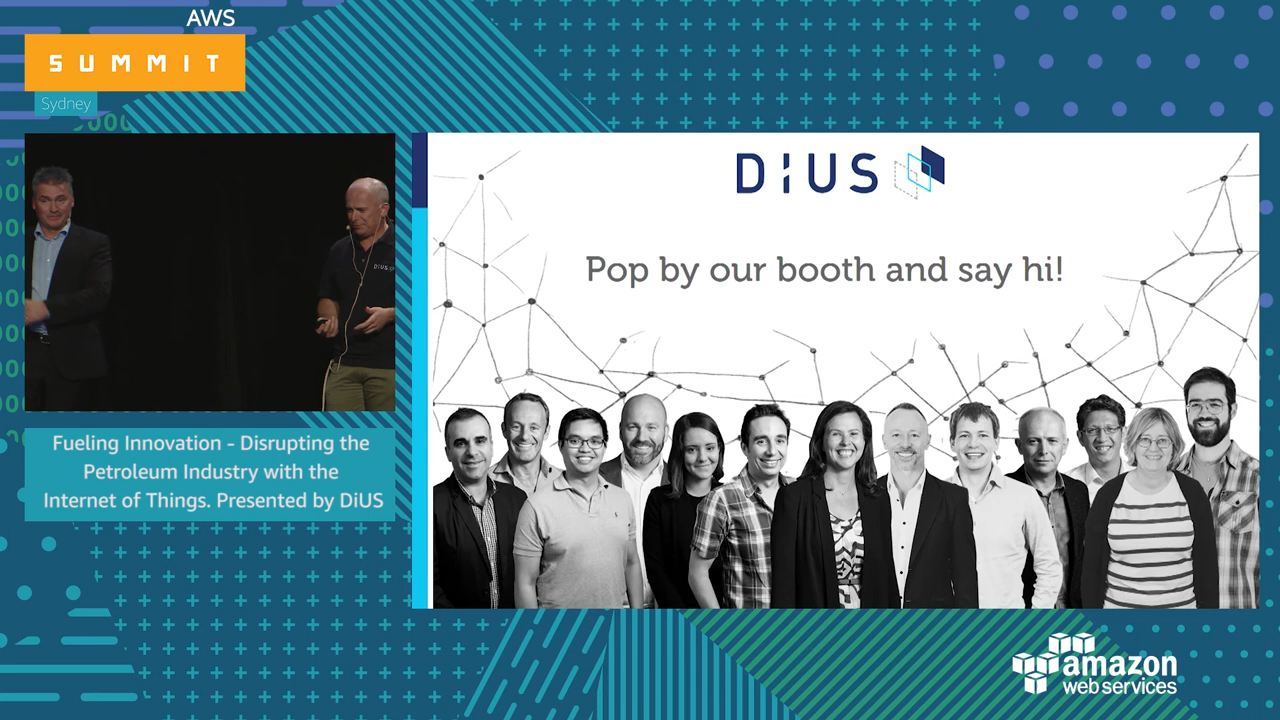 AWS
SUMMIT
Sydney
DiUS
Pop by our booth and say hi!
DiUS
Fueling Innovation - Disrupting the
Petroleum Industry with the
Internet of Things. Presented by DiUS
amazon
web services